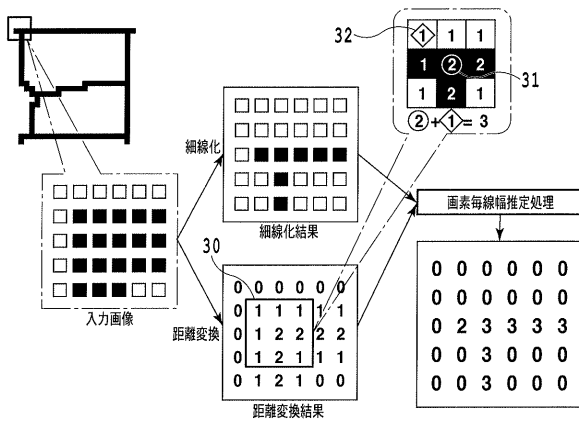 32
1 1 1
1 2 2
1 2 1
31
2 + 1 = 3
細線化
細線化結果
入力画像
距離変換
30
0 0 0 0 0 0
0 1 1 1 1 1
0 1 2 2 2 2
0 1 2 1 1 1
0 1 2 1 0 0
距離変換結果
画素毎線幅推定処理
0 0 0 0 0 0
0 0 0 0 0 0
0 2 3 3 3 3
0 0 3 0 0 0
0 0 3 0 0 0